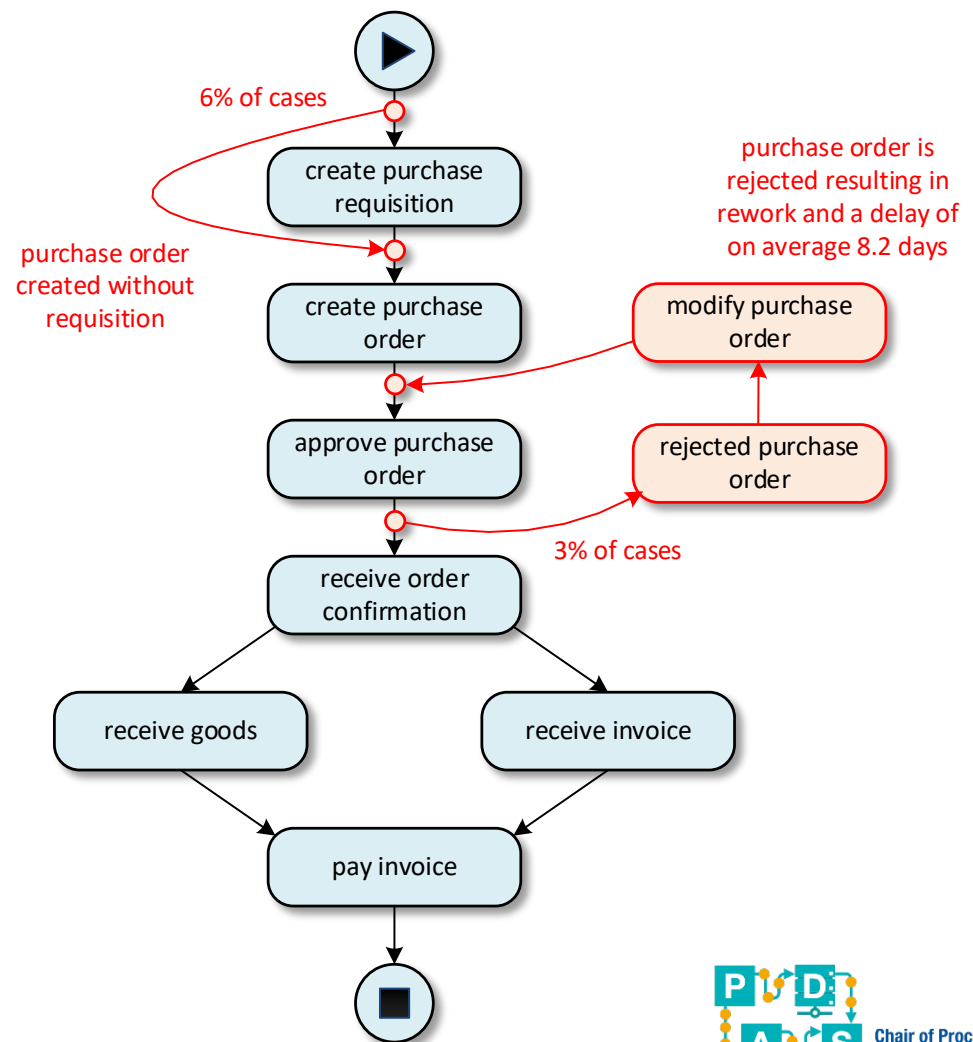 6% of cases
create purchase
requisition
purchase order
created without
requisition
create purchase
order
purchase order is
rejected resulting in
rework and a delay of
on average 8.2 days
modify purchase
order
approve purchase
order
rejected purchase
order
3% of cases
receive order
confirmation
receive goods
receive invoice
pay invoice
P D
A S
Chair of Proc